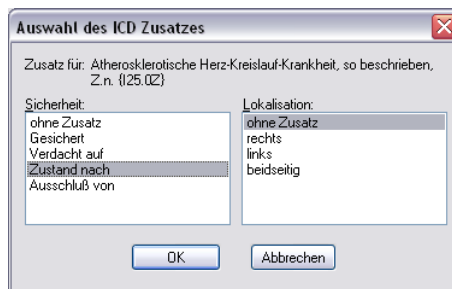 Auswahl des ICD Zusatzes
Zusatz für: Atherosklerotische Herz-Kreislauf-Krankheit, so beschrieben,
Z.n. {I25.0Z}
Sicherheit:
ohne Zusatz
Gesichert
Verdacht auf
Zustand nach
Ausschluß von
Lokalisation:
ohne Zusatz
rechts
links
beidseitig
OK
Abbrechen